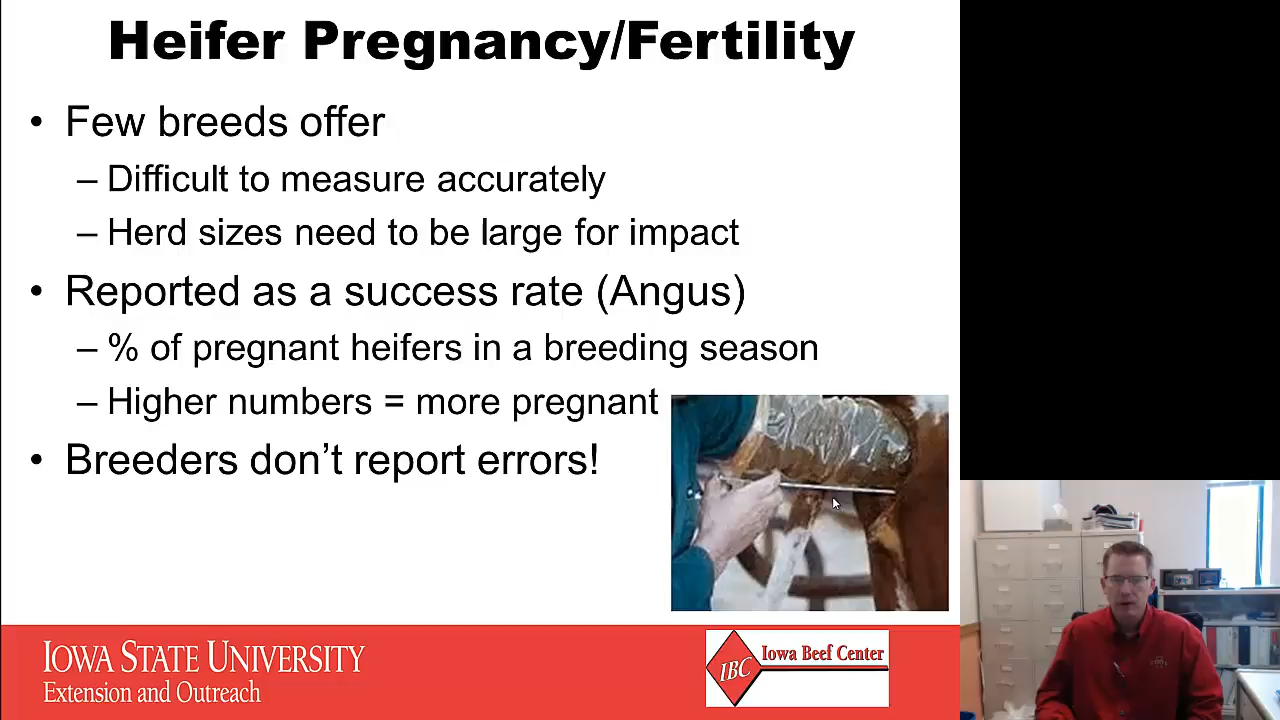 Heifer Pregnancy/Fertility
• Few breeds offer
– Difficult to measure accurately
– Herd sizes need to be large for impact
• Reported as a success rate (Angus)
– % of pregnant heifers in a breeding season
– Higher numbers = more pregnant
• Breeders don’t report errors!
IOWA STATE UNIVERSITY
Extension and Outreach
IBC
Iowa Beef Center